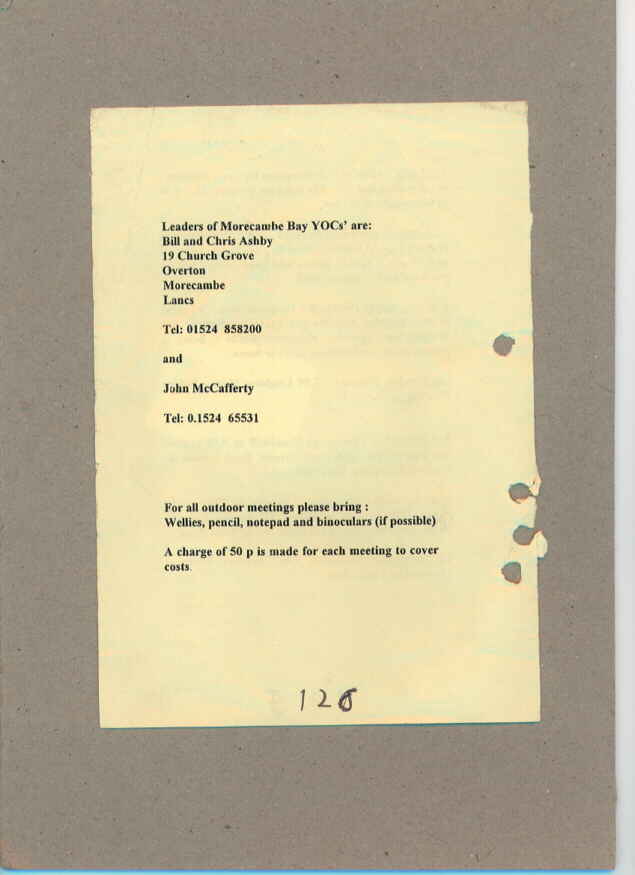 Leaders of Morecambe Bay YOCs' are:
Bill and Chris Ashby
19 Church Grove
Overton
Morecambe
Lancs
Tel: 01524 858200
and
John McCafferty
Tel: 0.1524 65531
For all outdoor meetings please bring :
Wellies, pencil, notepad and binoculars (if possible)
A charge of 50 p is made for each meeting to cover
costs.
126